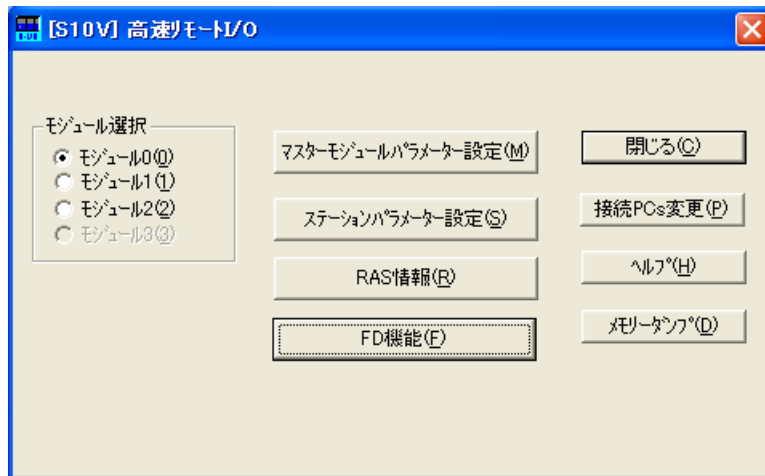 [S10V] 高速リモートI/O
モジュール選択
モジュール0(0)
モジュール1(1)
モジュール2(2)
モジュール3(3)
マスターモジュールパラメーター設定(M)
ステーションパラメーター設定(S)
RAS情報(R)
FD機能(F)
閉じる(C)
接続PCs変更(P)
ヘルプ(H)
メモリーダンプ(D)